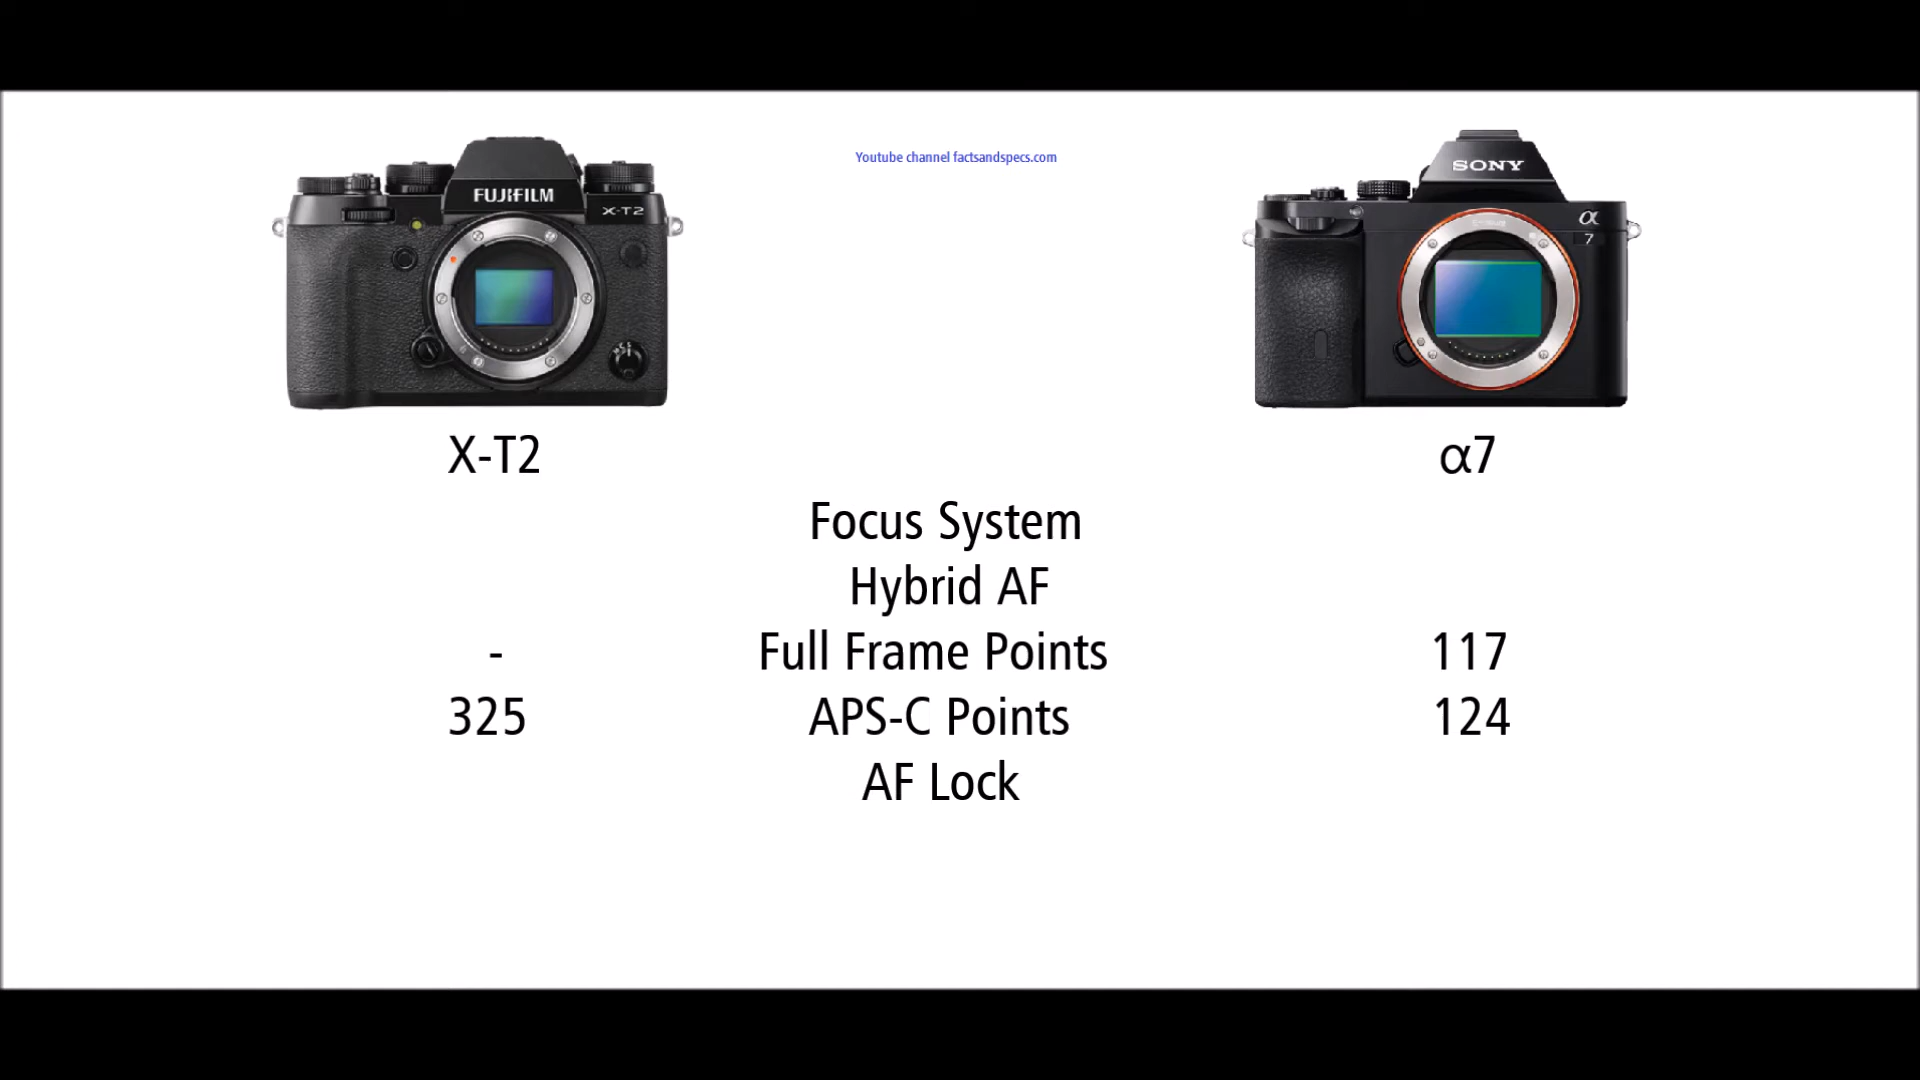 Youtube channel factsandspecs.com
FUJIFILM
X-T2
SONY
α
7
X-T2
α7
Focus System
Hybrid AF
- Full Frame Points 117
325 APS-C Points 124
AF Lock